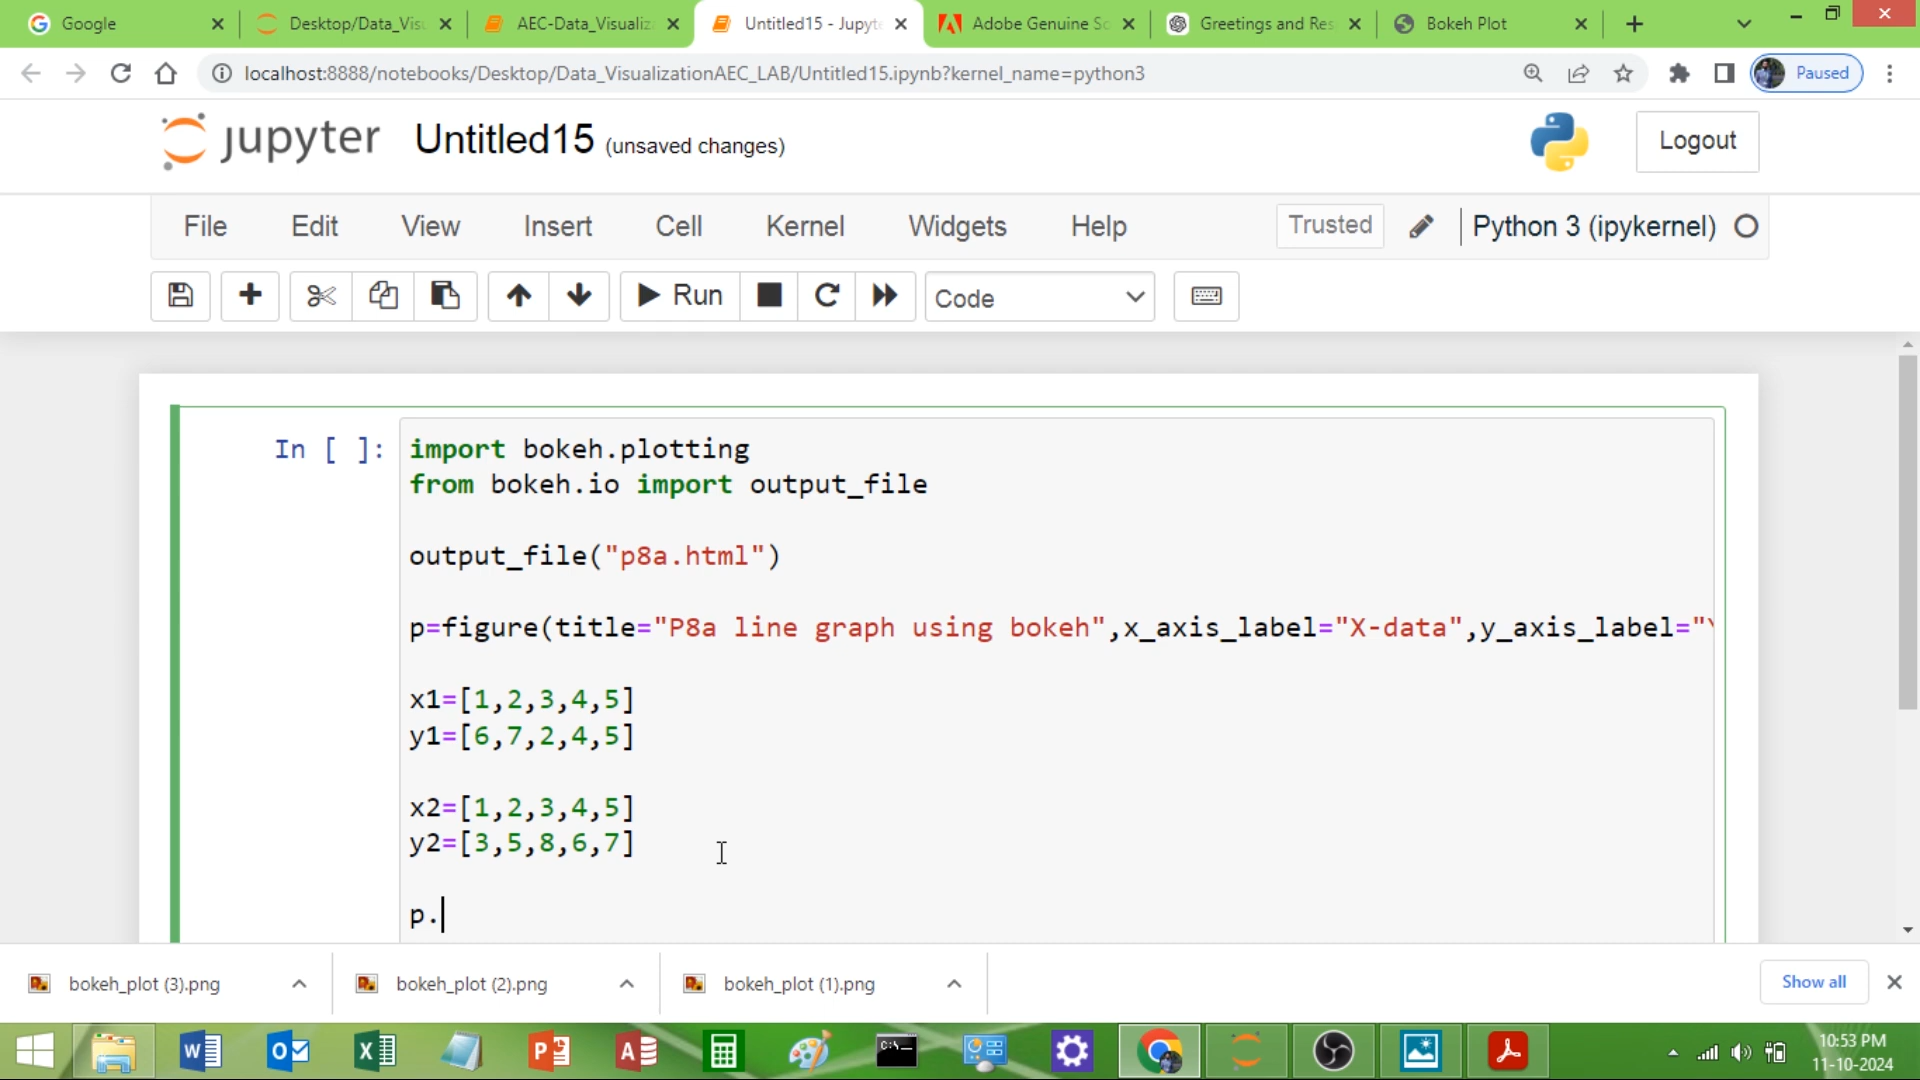 Google
Desktop/Data_Visu
AEC-Data_Visualiza
Untitled15 - Jupyte
Adobe Genuine So
Greetings and Res
Bokeh Plot
localhost:8888/notebooks/Desktop/Data_VisualizationAEC_LAB/Untitled15.ipynb?kernel_name=python3
Paused
jupyter Untitled15 (unsaved changes)
Logout
File Edit View Insert Cell Kernel Widgets Help Trusted Python 3 (ipykernel)
Run Code
In [ ]: import bokeh.plotting
from bokeh.io import output_file
output_file("p8a.html")
p=figure(title="P8a line graph using bokeh",x_axis_label="X-data",y_axis_label="
x1=[1,2,3,4,5]
y1=[6,7,2,4,5]
x2=[1,2,3,4,5]
y2=[3,5,8,6,7]
p.
bokeh_plot (3).png
bokeh_plot (2).png
bokeh_plot (1).png
Show all
10:53 PM
11-10-2024